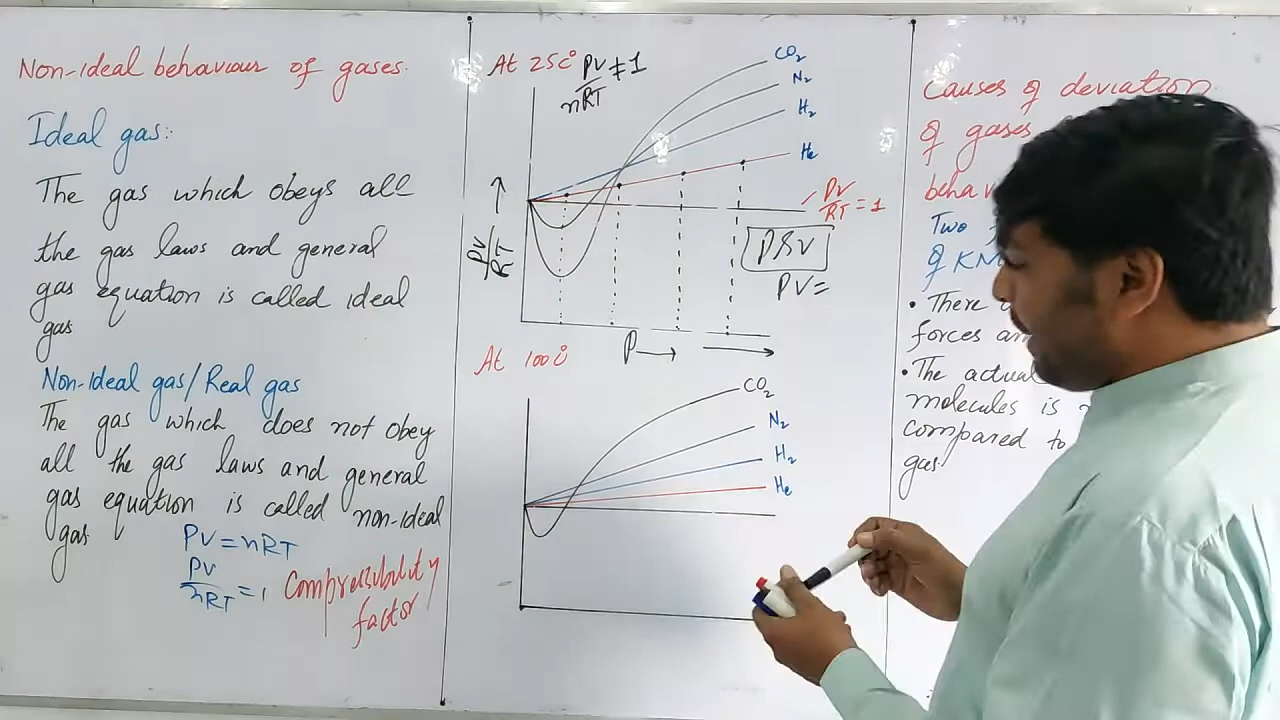 Non-ideal behaviour of gases.
Ideal gas:
The gas which obeys all
the gas laws and general
gas equation is called ideal
gas
Non-Ideal gas/Real gas
The gas which does not obey
all the gas laws and general
gas equation is called non-ideal
gas
PV = nRT
PV/nRT = 1
Compressibility
factor
At 25c° PV/nRT ≠ 1
CO2
N2
H2
He
PV/RT = 1
PV/RT
P
PV=
At 100c°
CO2
N2
H2
He
Causes of deviation
of gases
behav
Two
of KM
• There
forces an
• The actual
molecules is
compared to
gas.